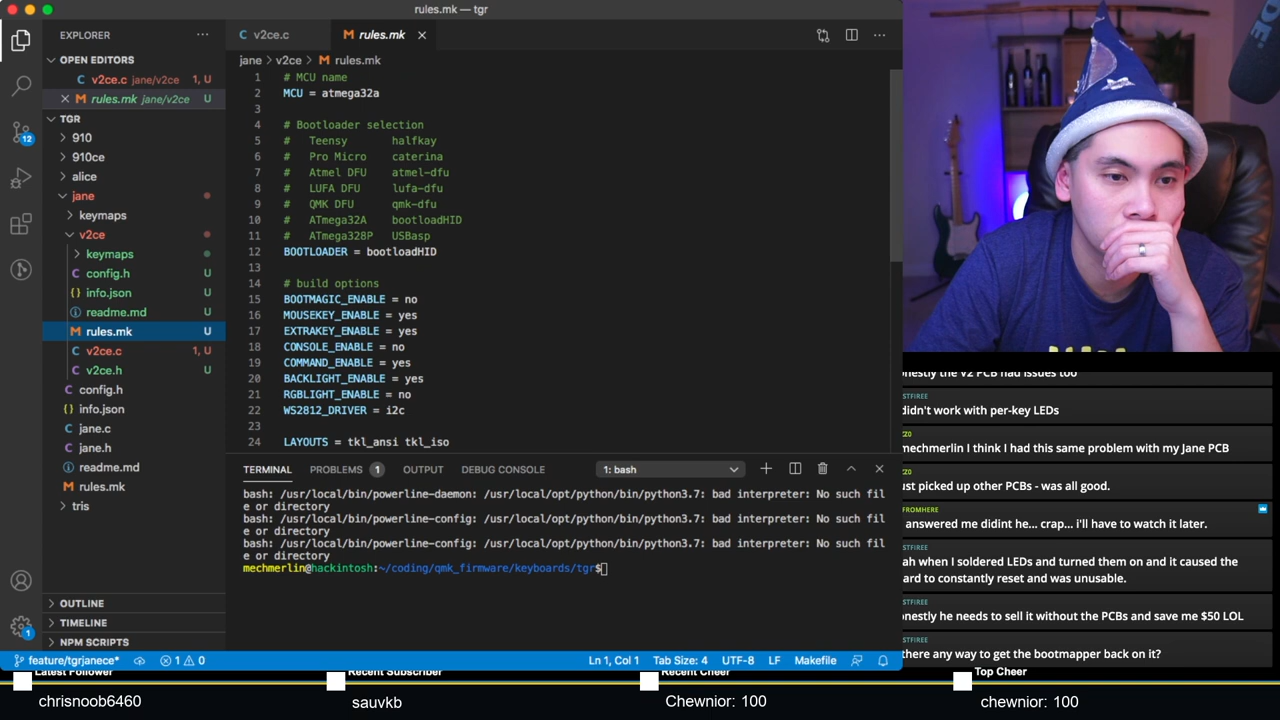 rules.mk — tgr
EXPLORER
OPEN EDITORS
v2ce.c jane/v2ce 1, U
rules.mk jane/v2ce U
TGR
910
910ce
alice
jane
keymaps
v2ce
keymaps
config.h U
info.json U
readme.md U
rules.mk U
v2ce.c 1, U
v2ce.h U
config.h
info.json
jane.c
jane.h
readme.md
rules.mk
tris
OUTLINE
TIMELINE
NPM SCRIPTS
12
1
v2ce.c
rules.mk
jane > v2ce > rules.mk
1 # MCU name
2 MCU = atmega32a
3
4 # Bootloader selection
5 # Teensy halfkay
6 # Pro Micro caterina
7 # Atmel DFU atmel-dfu
8 # LUFA DFU lufa-dfu
9 # QMK DFU qmk-dfu
10 # ATmega32A bootloadHID
11 # ATmega328P USBasp
12 BOOTLOADER = bootloadHID
13
14 # build options
15 BOOTMAGIC_ENABLE = no
16 MOUSEKEY_ENABLE = yes
17 EXTRAKEY_ENABLE = yes
18 CONSOLE_ENABLE = no
19 COMMAND_ENABLE = yes
20 BACKLIGHT_ENABLE = yes
21 RGBLIGHT_ENABLE = no
22 WS2812_DRIVER = i2c
23
24 LAYOUTS = tkl_ansi tkl_iso
TERMINAL PROBLEMS 1 OUTPUT DEBUG CONSOLE 1: bash
bash: /usr/local/bin/powerline-daemon: /usr/local/opt/python/bin/python3.7: bad interpreter: No such fil
e or directory
bash: /usr/local/bin/powerline-config: /usr/local/opt/python/bin/python3.7: bad interpreter: No such fil
e or directory
bash: /usr/local/bin/powerline-config: /usr/local/opt/python/bin/python3.7: bad interpreter: No such fil
e or directory
mechmerlin@hackintosh:~/coding/qmk_firmware/keyboards/tgr$
feature/tgrjanece* 1 0 Ln 1, Col 1 Tab Size: 4 UTF-8 LF Makefile
DE
onestly the V2 PCB had issues too
STFIREE
didn't work with per-key LEDs
mechmerlin I think I had this same problem with my Jane PCB
ust picked up other PCBs - was all good.
FROMHERE
answered me didint he... crap... i'll have to watch it later.
STFIREE
ah when I soldered LEDs and turned them on and it caused the
ard to constantly reset and was unusable.
STFIREE
onestly he needs to sell it without the PCBs and save me $50 LOL
STFIREE
there any way to get the bootmapper back on it?
Latest Follower
chrisnoob6460
Recent Subscriber
sauvkb
Recent Cheer
Chewnior: 100
Top Cheer
chewnior: 100